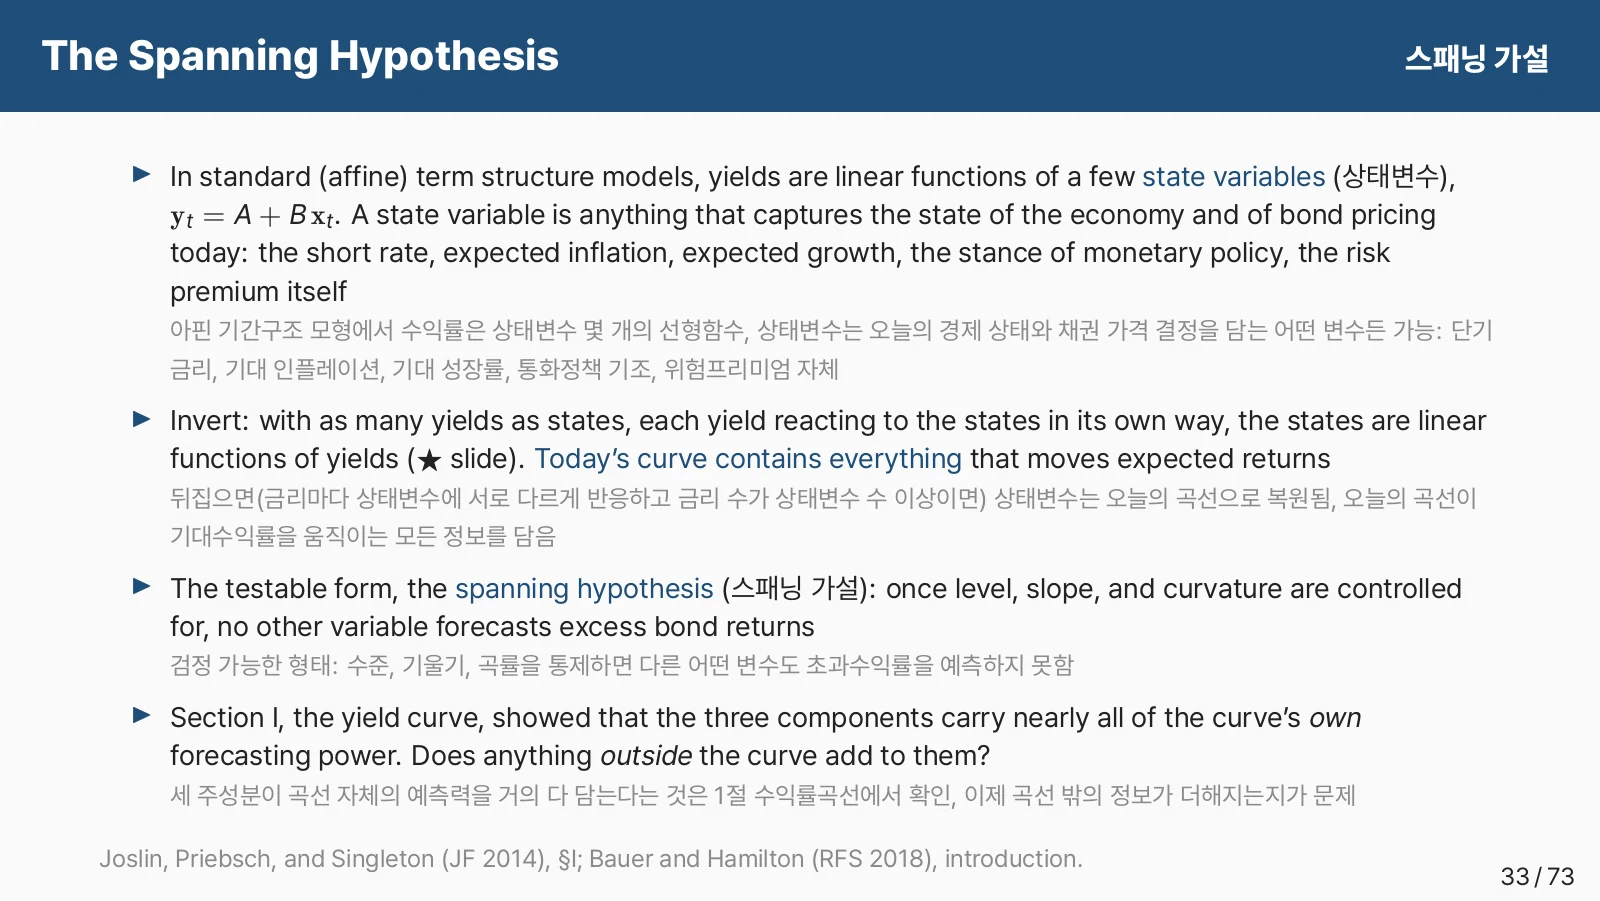 The Spanning Hypothesis
스패닝 가설
▶ In standard (affine) term structure models, yields are linear functions of a few state variables (상태변수),
yₜ = A + B xₜ. A state variable is anything that captures the state of the economy and of bond pricing
today: the short rate, expected inflation, expected growth, the stance of monetary policy, the risk
premium itself
아핀 기간구조 모형에서 수익률은 상태변수 몇 개의 선형함수, 상태변수는 오늘의 경제 상태와 채권 가격 결정을 담는 어떤 변수든 가능: 단기
금리, 기대 인플레이션, 기대 성장률, 통화정책 기조, 위험프리미엄 자체
▶ Invert: with as many yields as states, each yield reacting to the states in its own way, the states are linear
functions of yields (★ slide). Today’s curve contains everything that moves expected returns
뒤집으면(금리마다 상태변수에 서로 다르게 반응하고 금리 수가 상태변수 수 이상이면) 상태변수는 오늘의 곡선으로 복원됨, 오늘의 곡선이
기대수익률을 움직이는 모든 정보를 담음
▶ The testable form, the spanning hypothesis (스패닝 가설): once level, slope, and curvature are controlled
for, no other variable forecasts excess bond returns
검정 가능한 형태: 수준, 기울기, 곡률을 통제하면 다른 어떤 변수도 초과수익률을 예측하지 못함
▶ Section I, the yield curve, showed that the three components carry nearly all of the curve’s own
forecasting power. Does anything outside the curve add to them?
세 주성분이 곡선 자체의 예측력을 거의 다 담는다는 것은 1절 수익률곡선에서 확인, 이제 곡선 밖의 정보가 더해지는지가 문제
Joslin, Priebsch, and Singleton (JF 2014), §I; Bauer and Hamilton (RFS 2018), introduction.
33 / 73